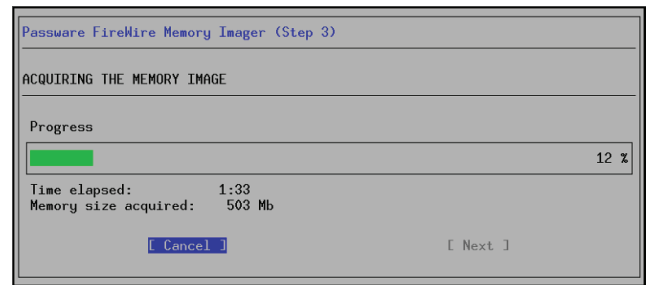 Passware FireWire Memory Imager (Step 3)
ACQUIRING THE MEMORY IMAGE
Progress
12 %
Time elapsed: 1:33
Memory size acquired: 503 Mb
[ Cancel ] [ Next ]